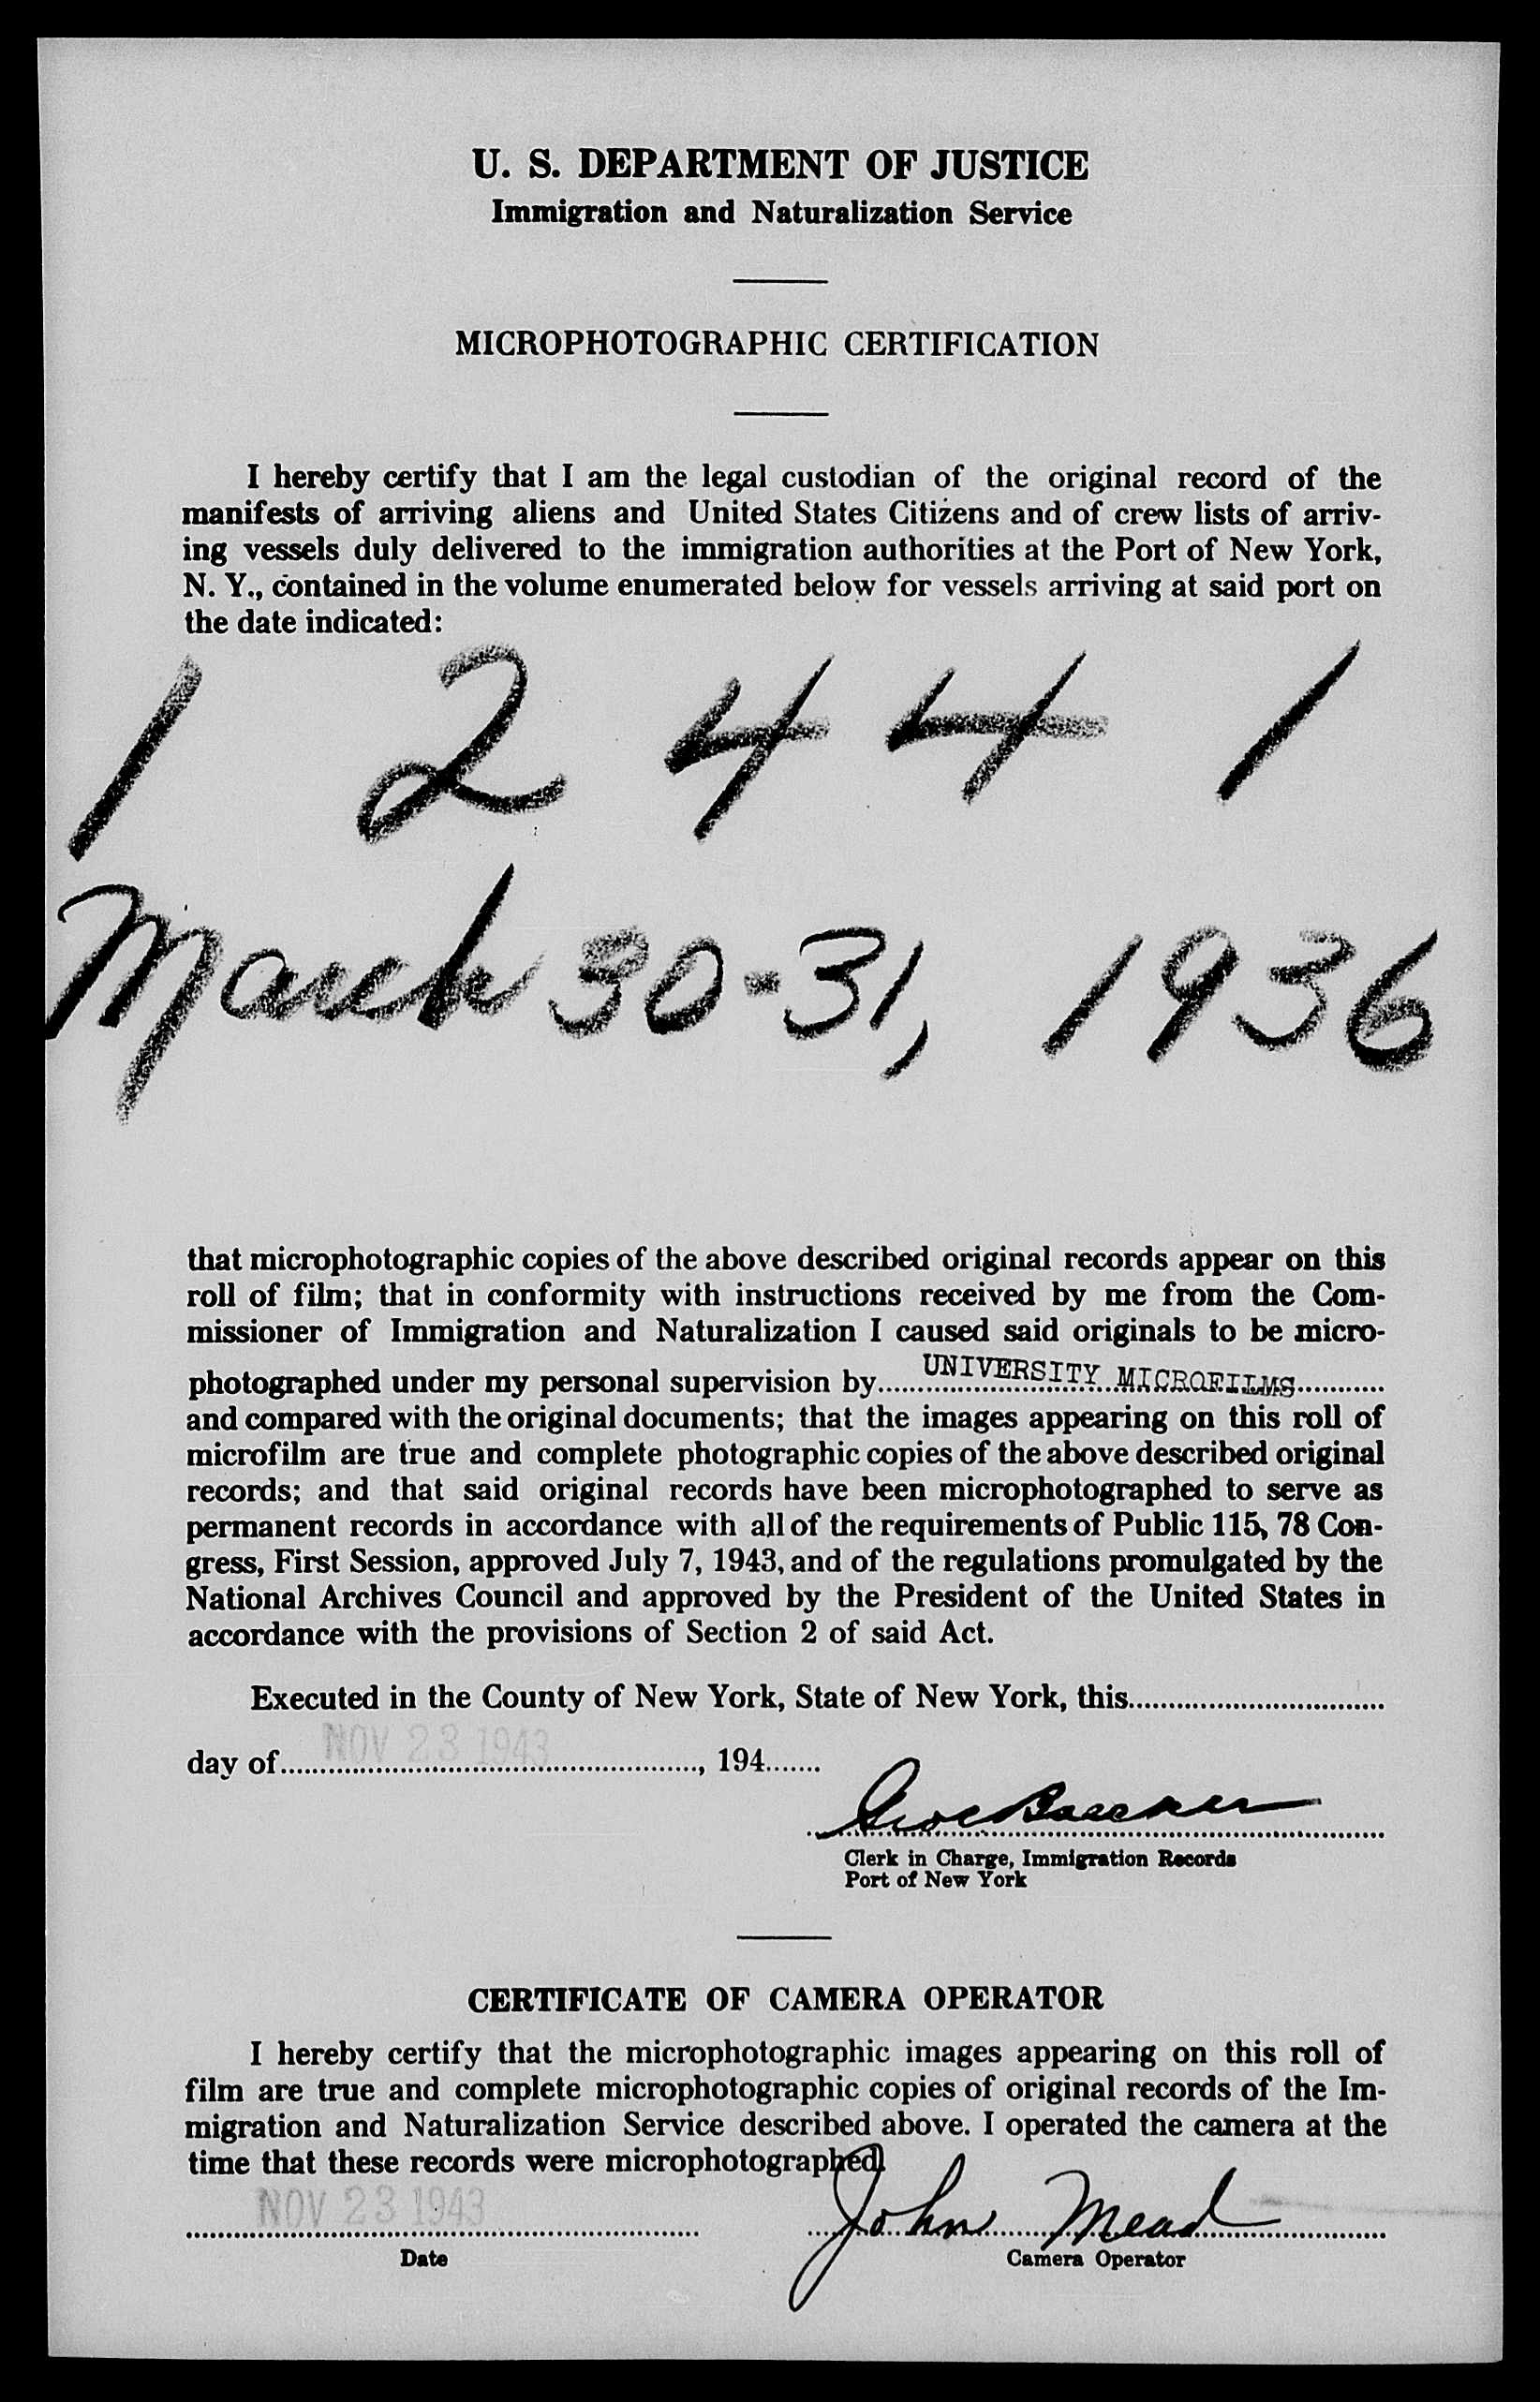 U. S. DEPARTMENT OF JUSTICE
Immigration and Naturalization Service
MICROPHOTOGRAPHIC CERTIFICATION
I hereby certify that I am the legal custodian of the original record of the
manifests of arriving aliens and United States Citizens and of crew lists of arriv-
ing vessels duly delivered to the immigration authorities at the Port of New York,
N. Y., contained in the volume enumerated below for vessels arriving at said port on
the date indicated:
1 2 4 4 1
March 30-31, 1936
that microphotographic copies of the above described original records appear on this
roll of film; that in conformity with instructions received by me from the Com-
missioner of Immigration and Naturalization I caused said originals to be micro-
photographed under my personal supervision by UNIVERSITY MICROFILMS
and compared with the original documents; that the images appearing on this roll of
microfilm are true and complete photographic copies of the above described original
records; and that said original records have been microphotographed to serve as
permanent records in accordance with all of the requirements of Public 115, 78 Con-
gress, First Session, approved July 7, 1943, and of the regulations promulgated by the
National Archives Council and approved by the President of the United States in
accordance with the provisions of Section 2 of said Act.
Executed in the County of New York, State of New York, this
day of NOV 23 1943, 194
Clerk in Charge, Immigration Records
Port of New York
CERTIFICATE OF CAMERA OPERATOR
I hereby certify that the microphotographic images appearing on this roll of
film are true and complete microphotographic copies of original records of the Im-
migration and Naturalization Service described above. I operated the camera at the
time that these records were microphotographed.
NOV 23 1943 John Mead
Date Camera Operator